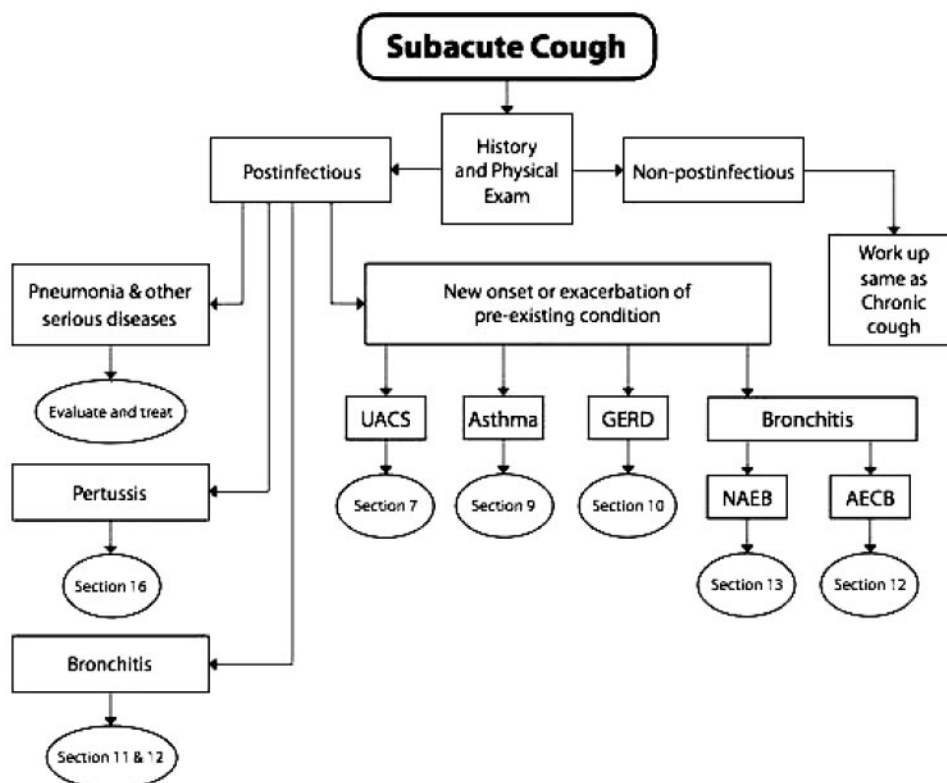 Subacute Cough
History
and Physical
Exam
Postinfectious
Non-postinfectious
Work up
same as
Chronic
cough
Pneumonia & other
serious diseases
New onset or exacerbation of
pre-existing condition
Evaluate and treat
UACS
Asthma
GERD
Bronchitis
Pertussis
Section 7
Section 9
Section 10
NAEB
AECB
Section 16
Section 13
Section 12
Bronchitis
Section 11 & 12